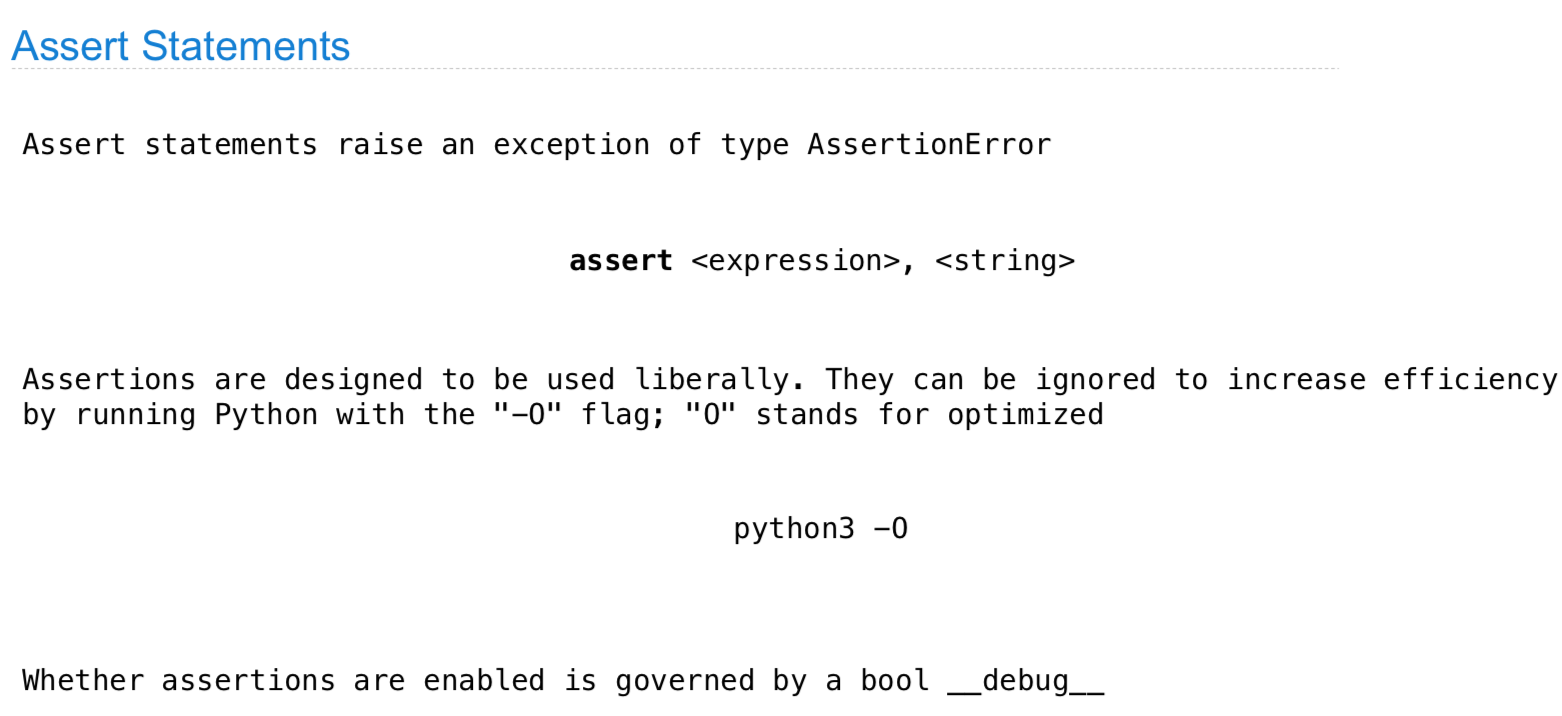 Assert Statements
Assert statements raise an exception of type AssertionError
assert <expression>, <string>
Assertions are designed to be used liberally. They can be ignored to increase efficiency
by running Python with the "-O" flag; "O" stands for optimized
python3 -O
Whether assertions are enabled is governed by a bool __debug__